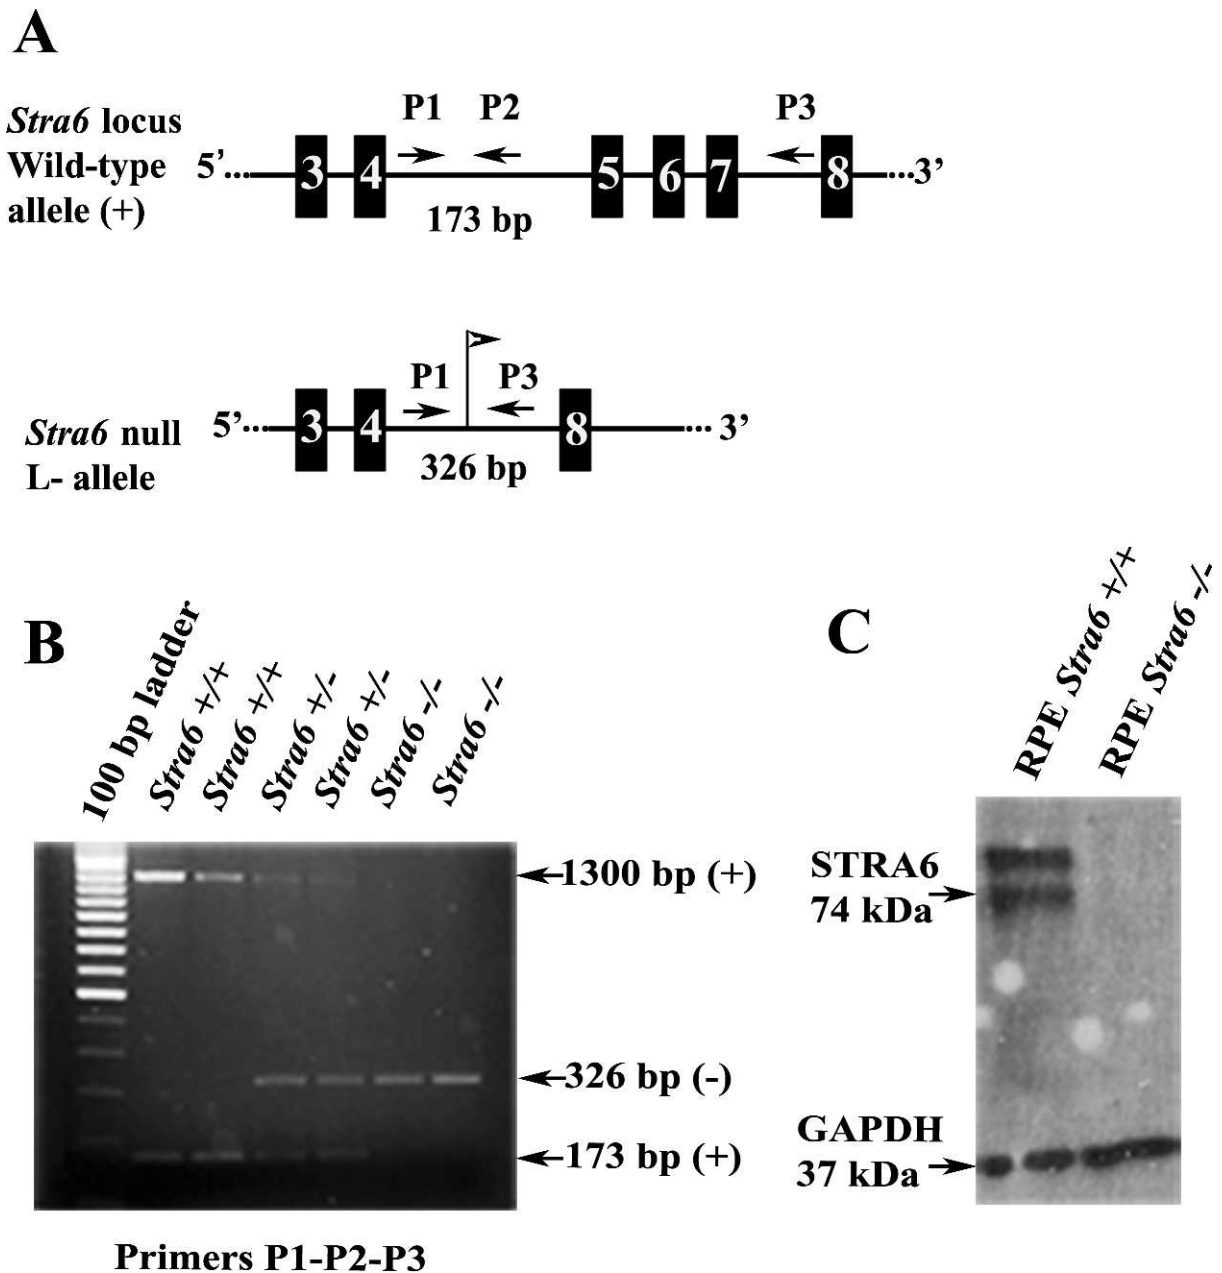 A
Stra6 locus
Wild-type
allele (+)
5’...
3
4
P1
P2
173 bp
5
6
7
P3
8
...3’
Stra6 null
L- allele
5’...
3
4
P1
P3
326 bp
8
... 3’
B
100 bp ladder
Stra6 +/+
Stra6 +/+
Stra6 +/-
Stra6 +/-
Stra6 -/-
Stra6 -/-
1300 bp (+)
326 bp (-)
173 bp (+)
Primers P1-P2-P3
C
RPE Stra6 +/+
RPE Stra6 -/-
STRA6
74 kDa
GAPDH
37 kDa